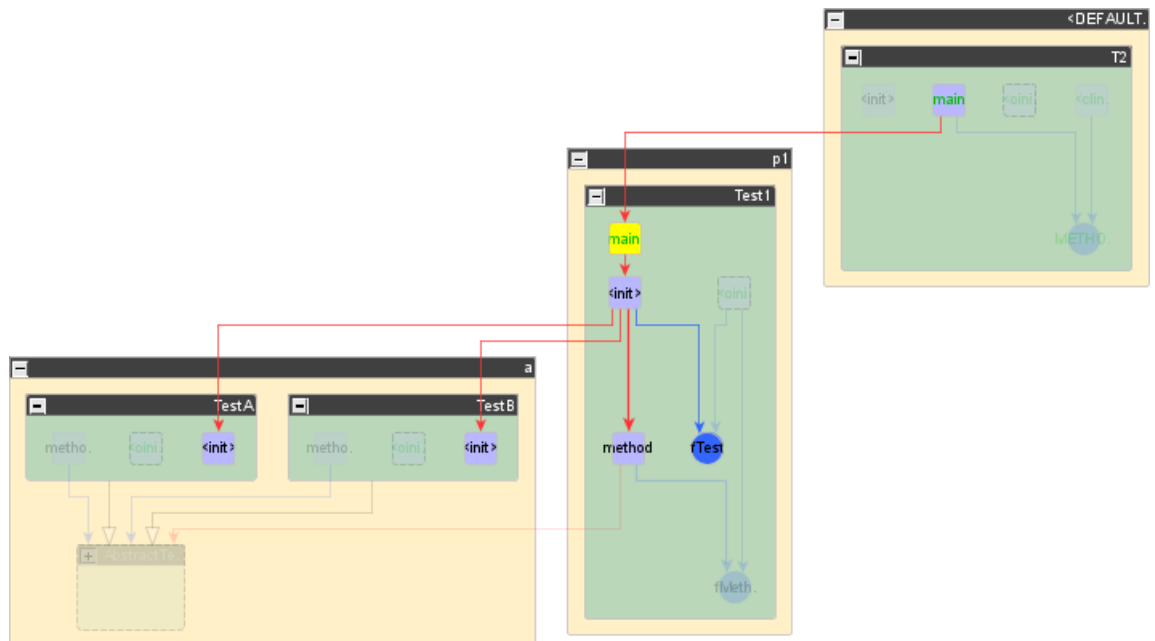 <DEFAULT.
T2
<init>
main
<oini.
<clin.
METHO.
p1
Test1
main
<init>
<oini.
method
fTest
fMeth.
a
TestA
TestB
metho.
<oini.
<init>
metho.
<oini.
<init>
AbstractTe.